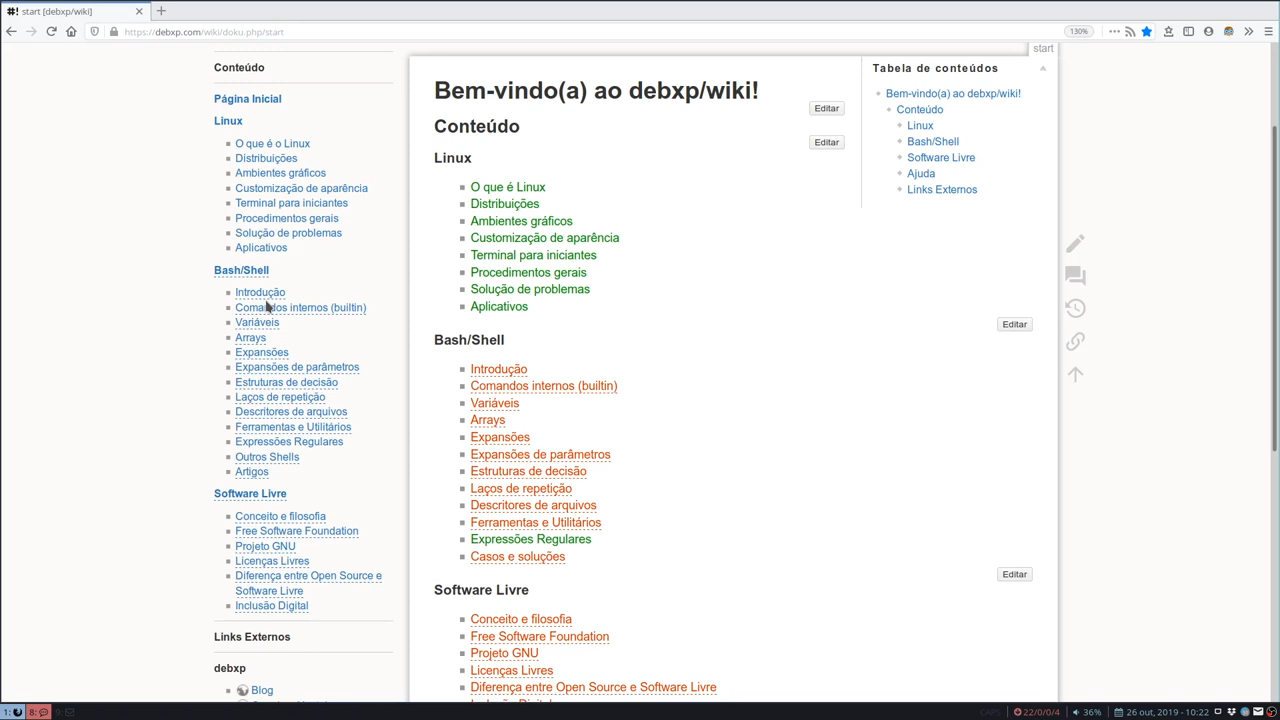 start [debxp/wiki]
https://debxp.com/wiki/doku.php/start
130%
start
Conteúdo
Página Inicial
Linux
O que é o Linux
Distribuições
Ambientes gráficos
Customização de aparência
Terminal para iniciantes
Procedimentos gerais
Solução de problemas
Aplicativos
Bash/Shell
Introdução
Comandos internos (builtin)
Variáveis
Arrays
Expansões
Expansões de parâmetros
Estruturas de decisão
Laços de repetição
Descritores de arquivos
Ferramentas e Utilitários
Expressões Regulares
Outros Shells
Artigos
Software Livre
Conceito e filosofia
Free Software Foundation
Projeto GNU
Licenças Livres
Diferença entre Open Source e
Software Livre
Inclusão Digital
Links Externos
debxp
Blog
Bem-vindo(a) ao debxp/wiki!
Editar
Conteúdo
Editar
Linux
O que é Linux
Distribuições
Ambientes gráficos
Customização de aparência
Terminal para iniciantes
Procedimentos gerais
Solução de problemas
Aplicativos
Editar
Bash/Shell
Introdução
Comandos internos (builtin)
Variáveis
Arrays
Expansões
Expansões de parâmetros
Estruturas de decisão
Laços de repetição
Descritores de arquivos
Ferramentas e Utilitários
Expressões Regulares
Casos e soluções
Editar
Software Livre
Conceito e filosofia
Free Software Foundation
Projeto GNU
Licenças Livres
Diferença entre Open Source e Software Livre
Tabela de conteúdos
Bem-vindo(a) ao debxp/wiki!
Conteúdo
Linux
Bash/Shell
Software Livre
Ajuda
Links Externos
1:
8:
9:
CAPS
22/0/0/4
36%
26 out, 2019 - 10:22